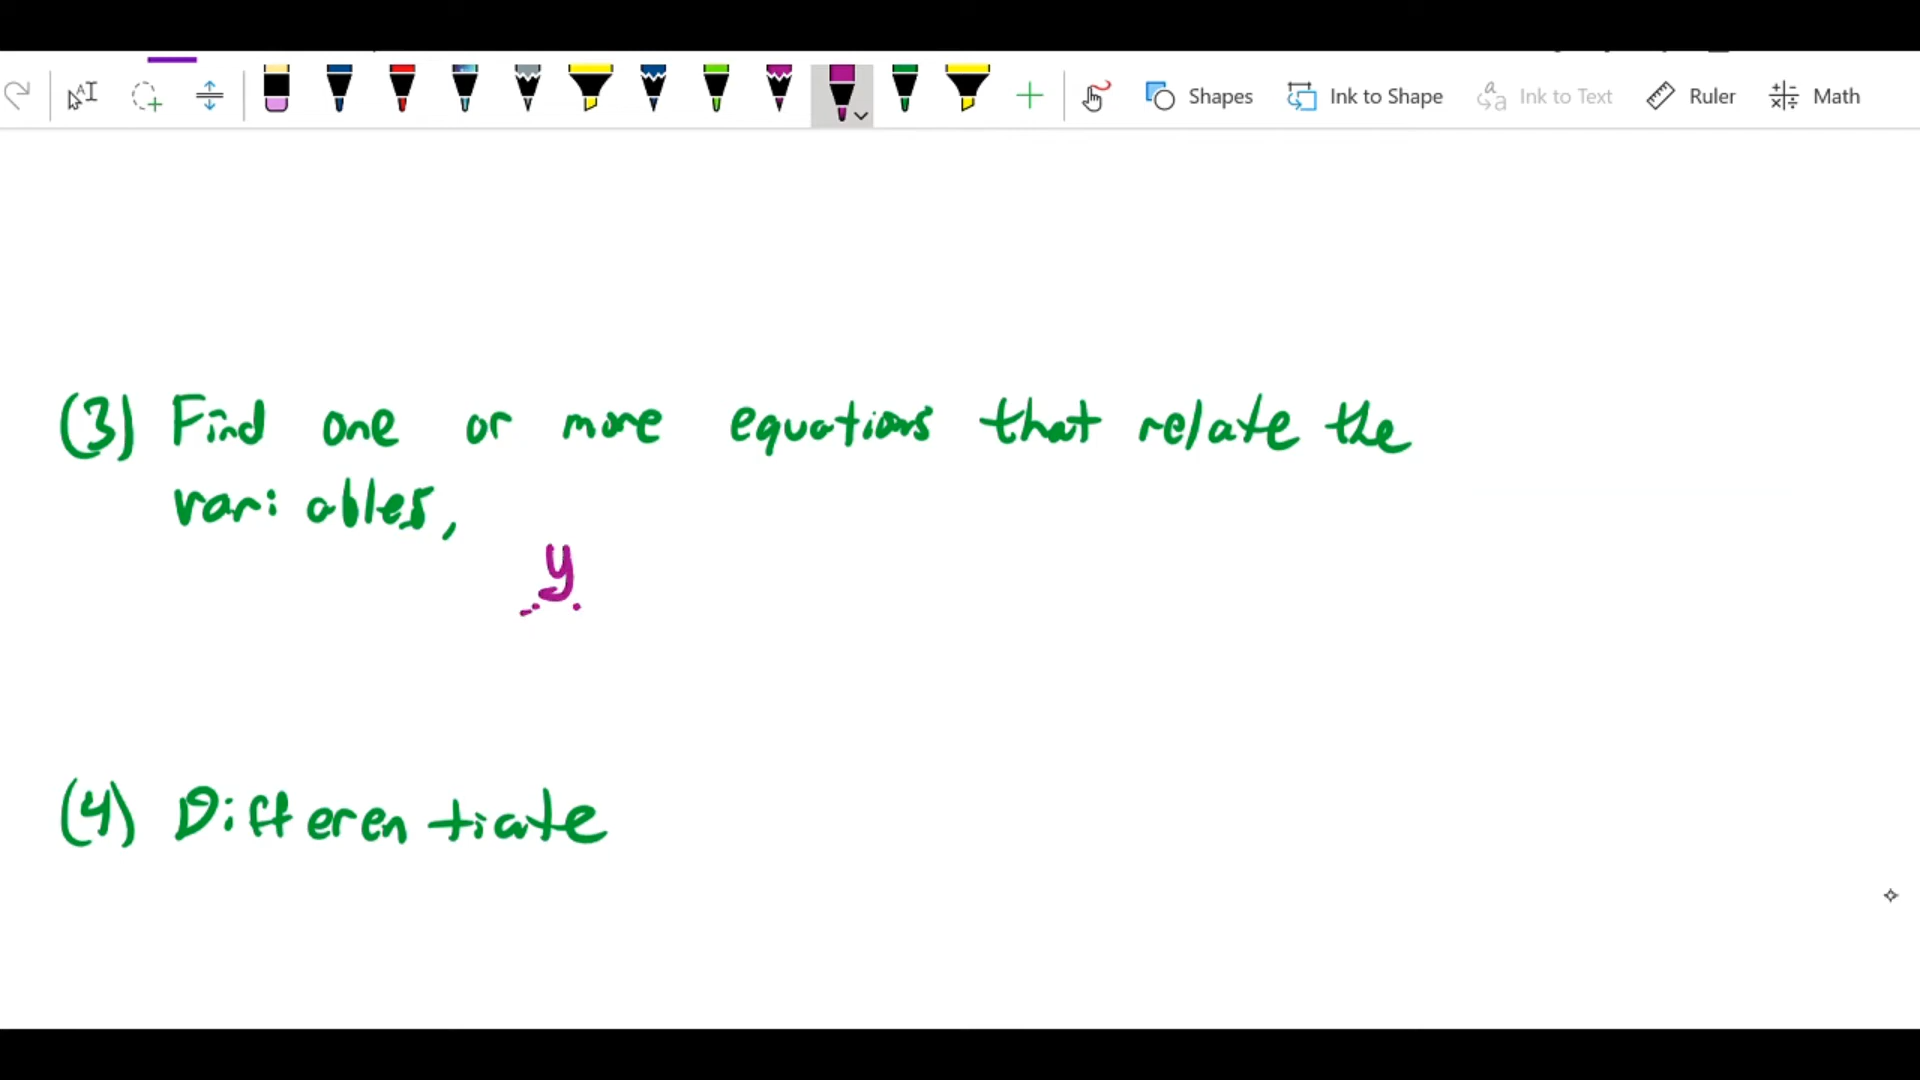 Shapes Ink to Shape Ink to Text Ruler Math
(3) Find one or more equations that relate the
variables,
y
(4) Differentiate